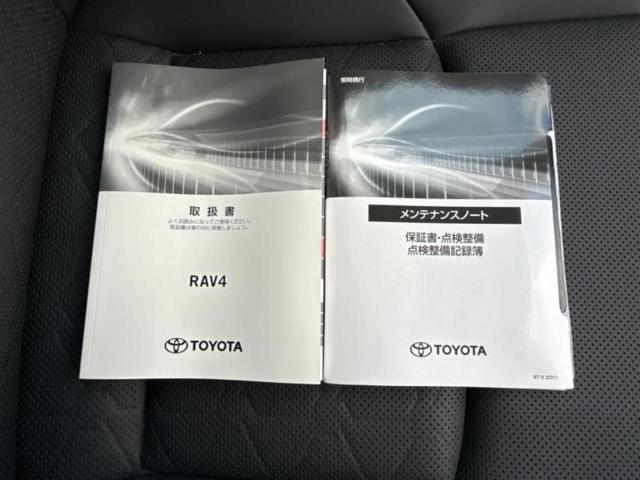 取扱書
よくお読みになってご使用ください。
取扱書は車の中に保管しましょう。
RAV4
TOYOTA
常時携行
メンテナンスノート
保証書・点検整備
点検整備記録簿
TOYOTA